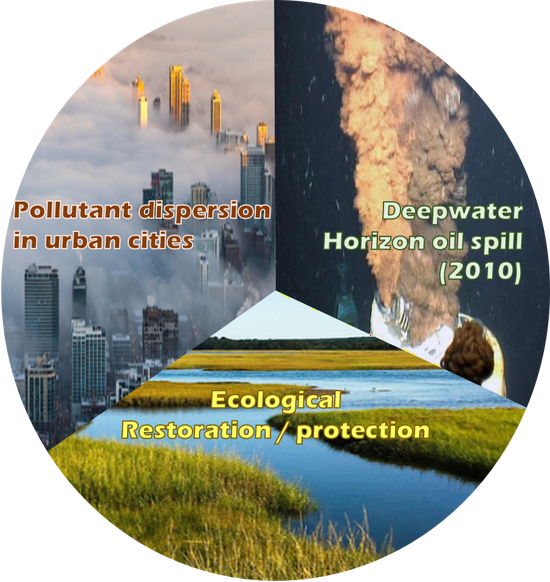 Pollutant dispersion
in urban cities
Deepwater
Horizon oil spill
(2010)
Ecological
Restoration / protection